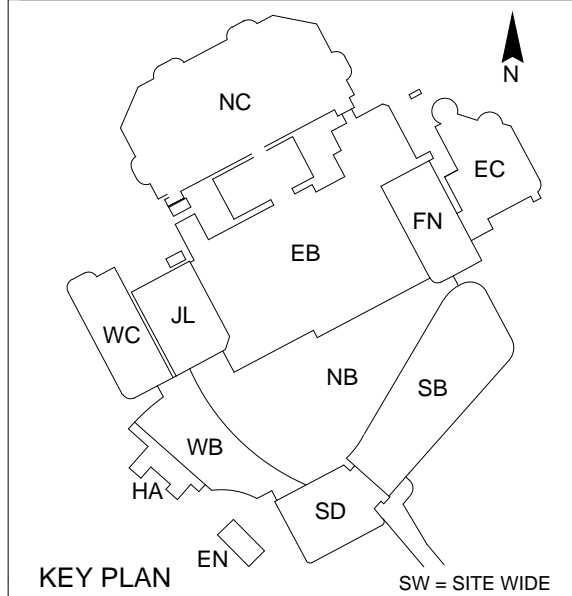 N
NC
EC
FN
EB
JL
WC
NB
SB
WB
HA
SD
EN
KEY PLAN
SW = SITE WIDE